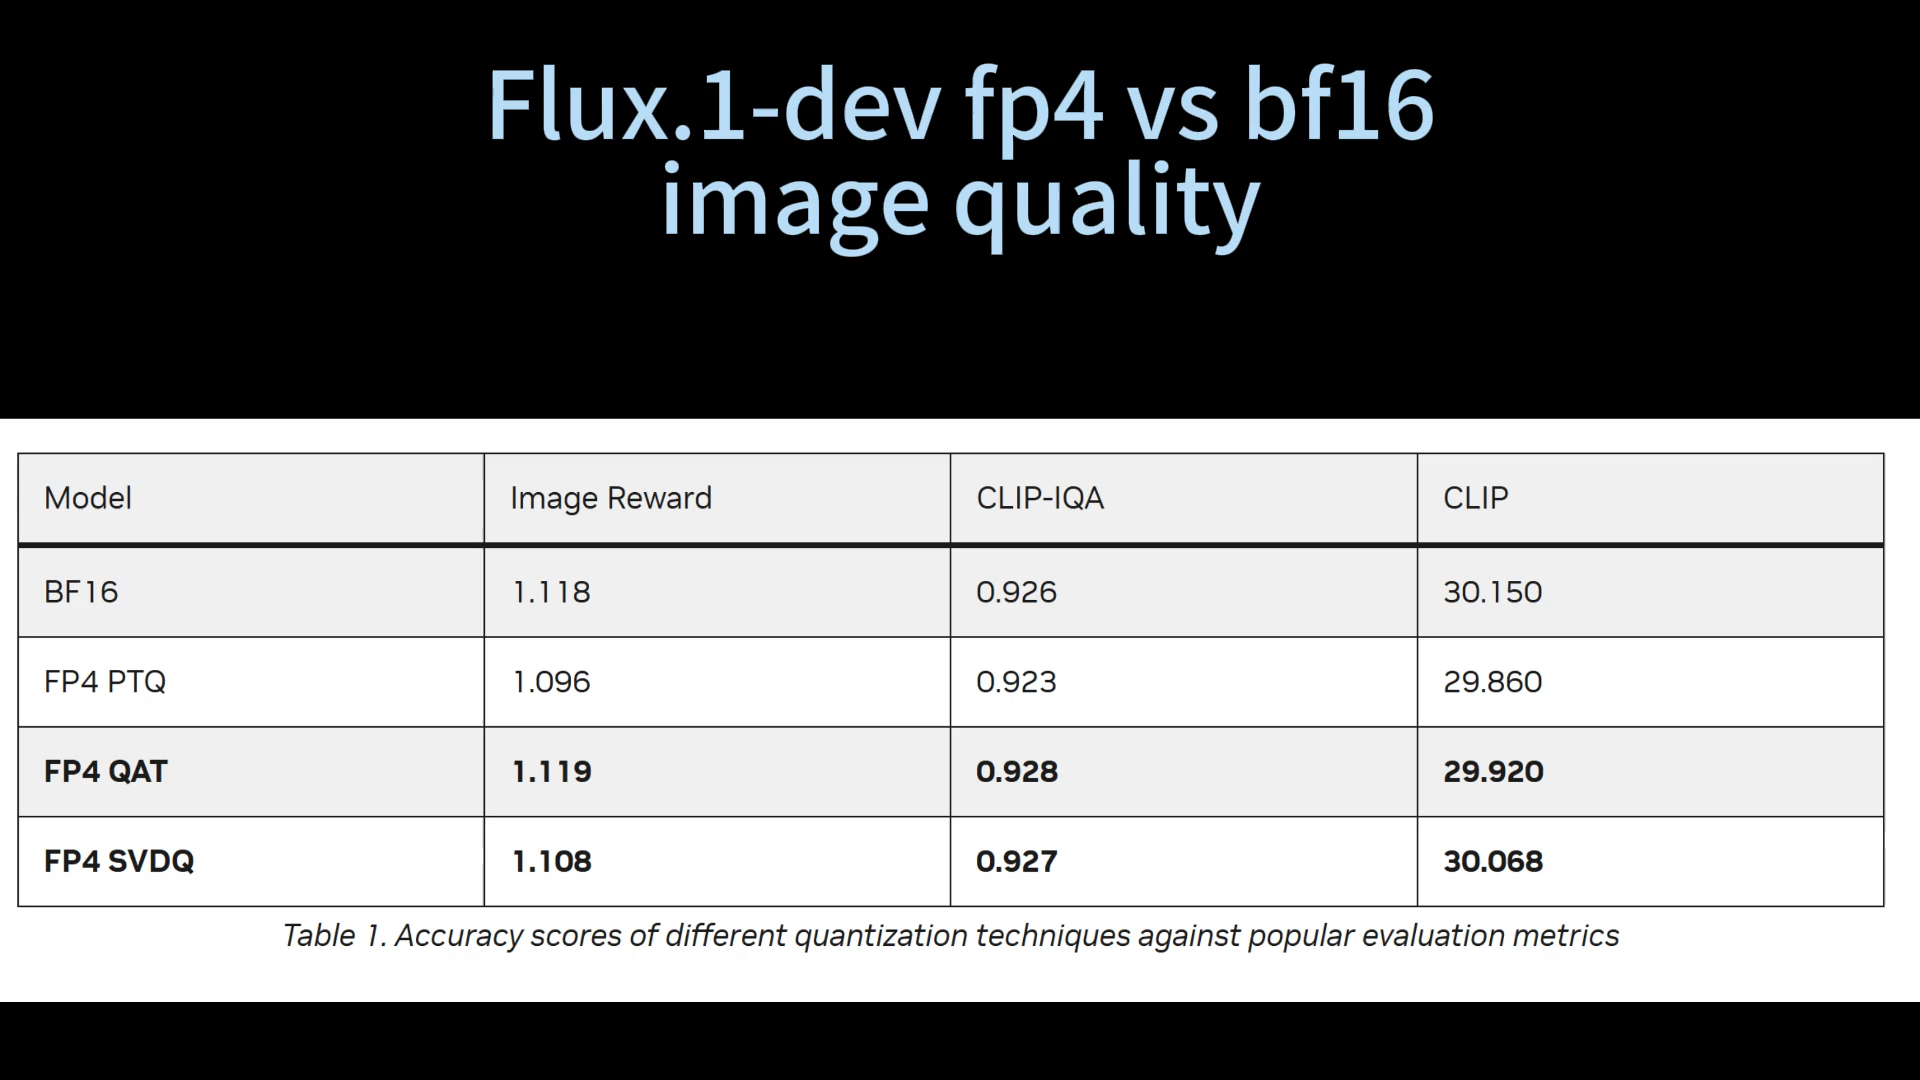 Flux.1-dev fp4 vs bf16
image quality
Model Image Reward CLIP-IQA CLIP
BF16 1.118 0.926 30.150
FP4 PTQ 1.096 0.923 29.860
FP4 QAT 1.119 0.928 29.920
FP4 SVDQ 1.108 0.927 30.068
Table 1. Accuracy scores of different quantization techniques against popular evaluation metrics